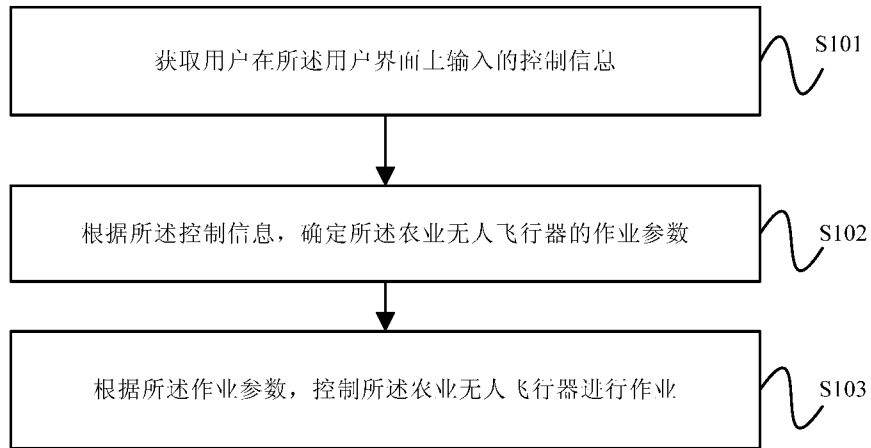 获取用户在所述用户界面上输入的控制信息
S101
根据所述控制信息，确定所述农业无人飞行器的作业参数
S102
根据所述作业参数，控制所述农业无人飞行器进行作业
S103